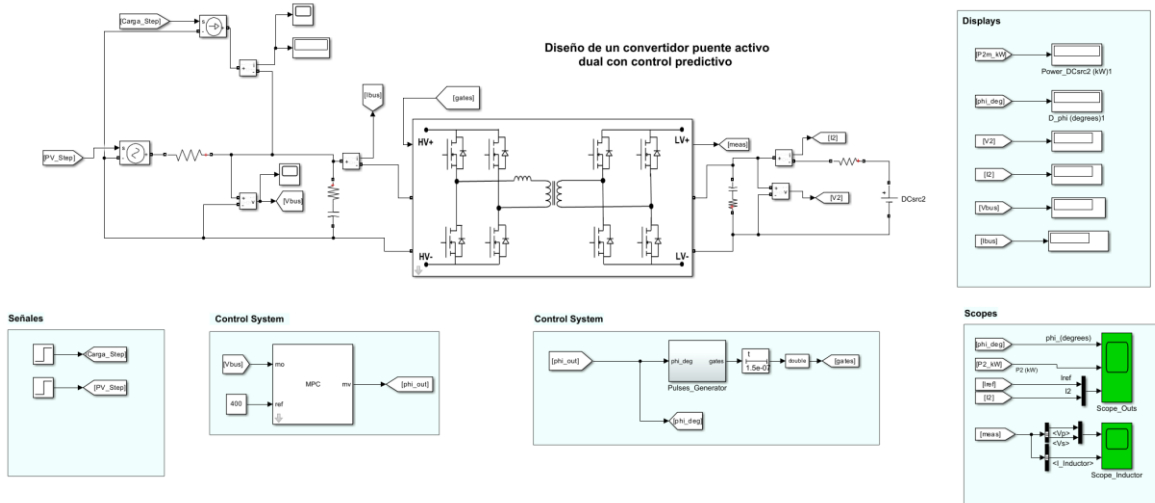 [Carga_Step]
Diseño de un convertidor puente activo
dual con control predictivo
[Ibus]
[gates]
HV+
LV+
[meas]
[I2]
[PV_Step]
[Vbus]
[V2]
DCsrc2
HV-
LV-
Displays
[P2m_kW]
Power_DCsrc2 (kW)1
[phi_deg]
D_phi (degrees)1
[V2]
[I2]
[Vbus]
[Ibus]
Señales
[Carga_Step]
[PV_Step]
Control System
[Vbus]
mo
MPC
mv
[phi_out]
400
ref
Control System
[phi_out]
phi_deg
gates
Pulses_Generator
t
1.5e-07
double
[gates]
[phi_deg]
Scopes
[phi_deg]
phi_(degrees)
[P2_kW]
P2 (kW)
[Iref]
Iref
[I2]
I2
Scope_Outs
[meas]
<Vp>
<Vs>
<I_Inductor>
Scope_Inductor